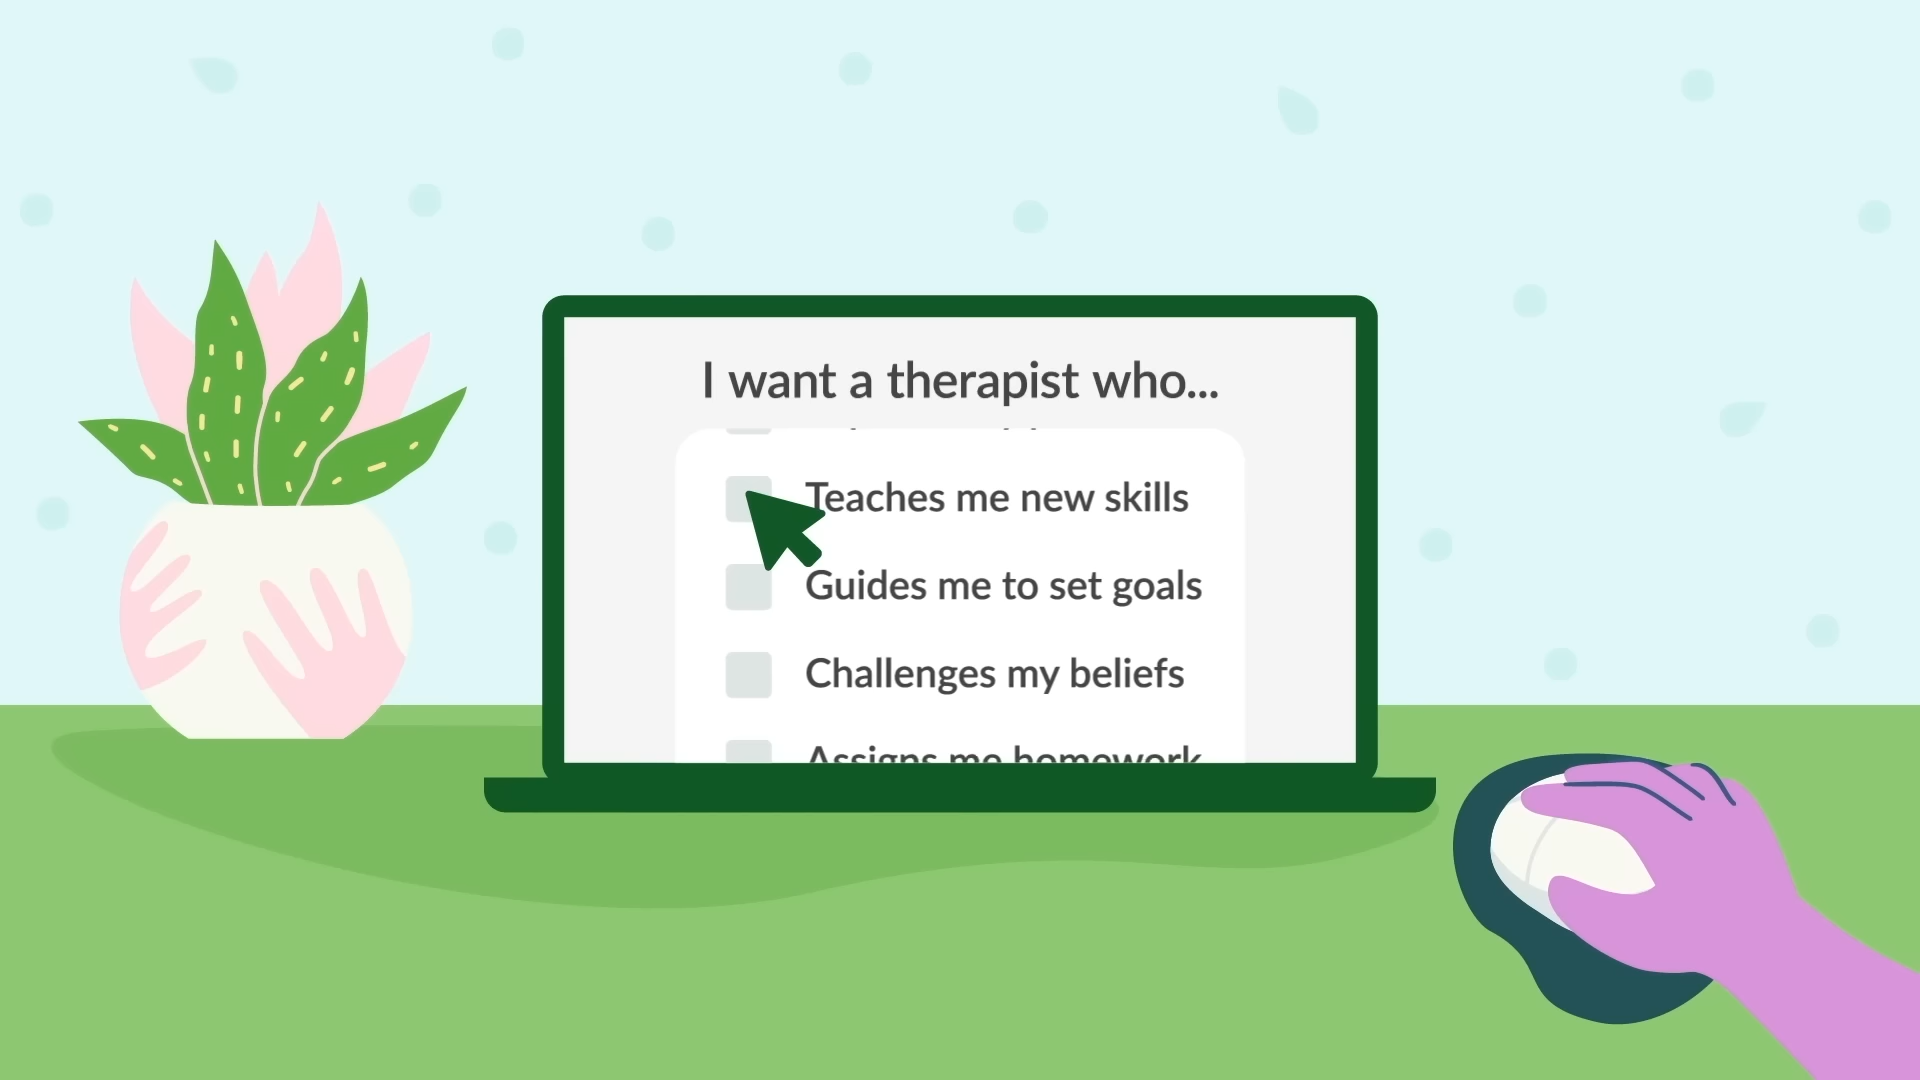 I want a therapist who...
Teaches me new skills
Guides me to set goals
Challenges my beliefs
Assigns me homework